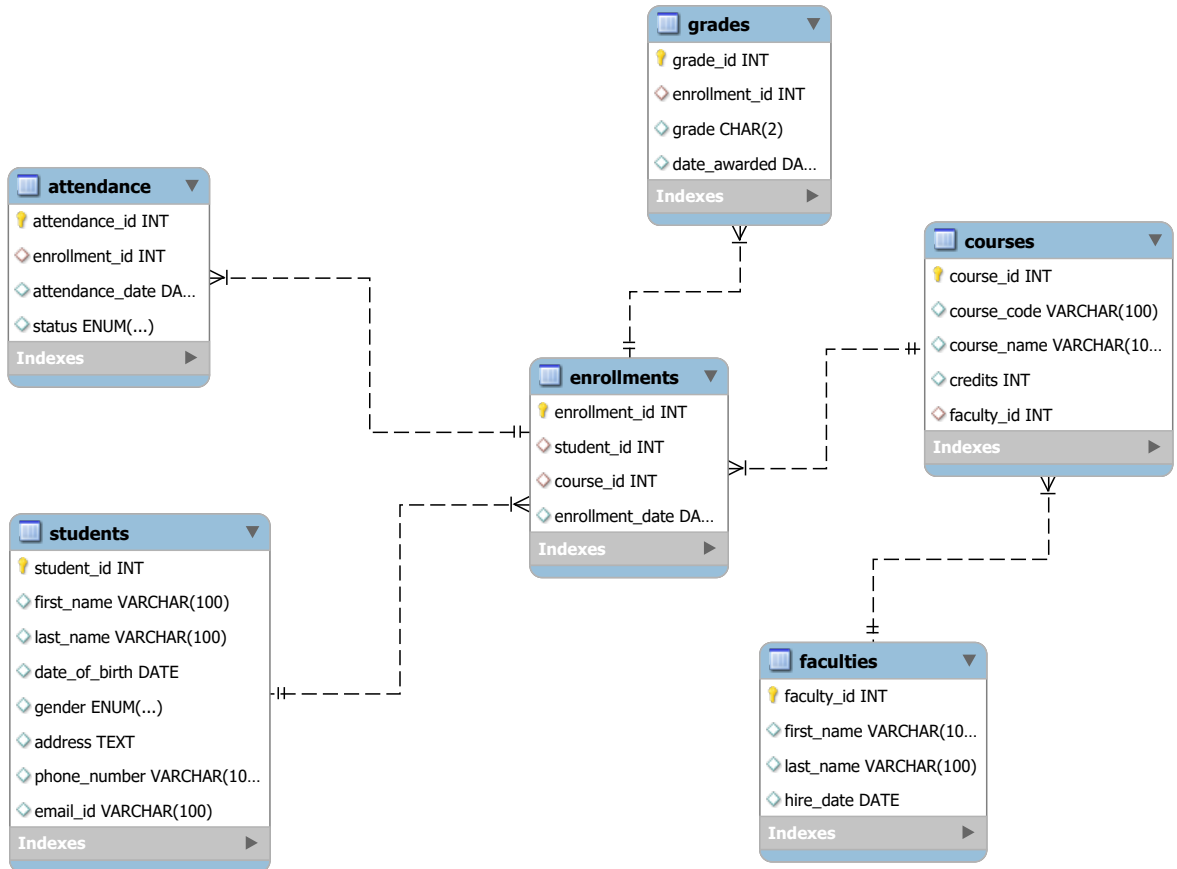 grades
grade_id INT
enrollment_id INT
grade CHAR(2)
date_awarded DA...
Indexes
attendance
attendance_id INT
enrollment_id INT
attendance_date DA...
status ENUM(...)
Indexes
courses
course_id INT
course_code VARCHAR(100)
course_name VARCHAR(10...
credits INT
faculty_id INT
Indexes
enrollments
enrollment_id INT
student_id INT
course_id INT
enrollment_date DA...
Indexes
students
student_id INT
first_name VARCHAR(100)
last_name VARCHAR(100)
date_of_birth DATE
gender ENUM(...)
address TEXT
phone_number VARCHAR(10...
email_id VARCHAR(100)
Indexes
faculties
faculty_id INT
first_name VARCHAR(10...
last_name VARCHAR(100)
hire_date DATE
Indexes